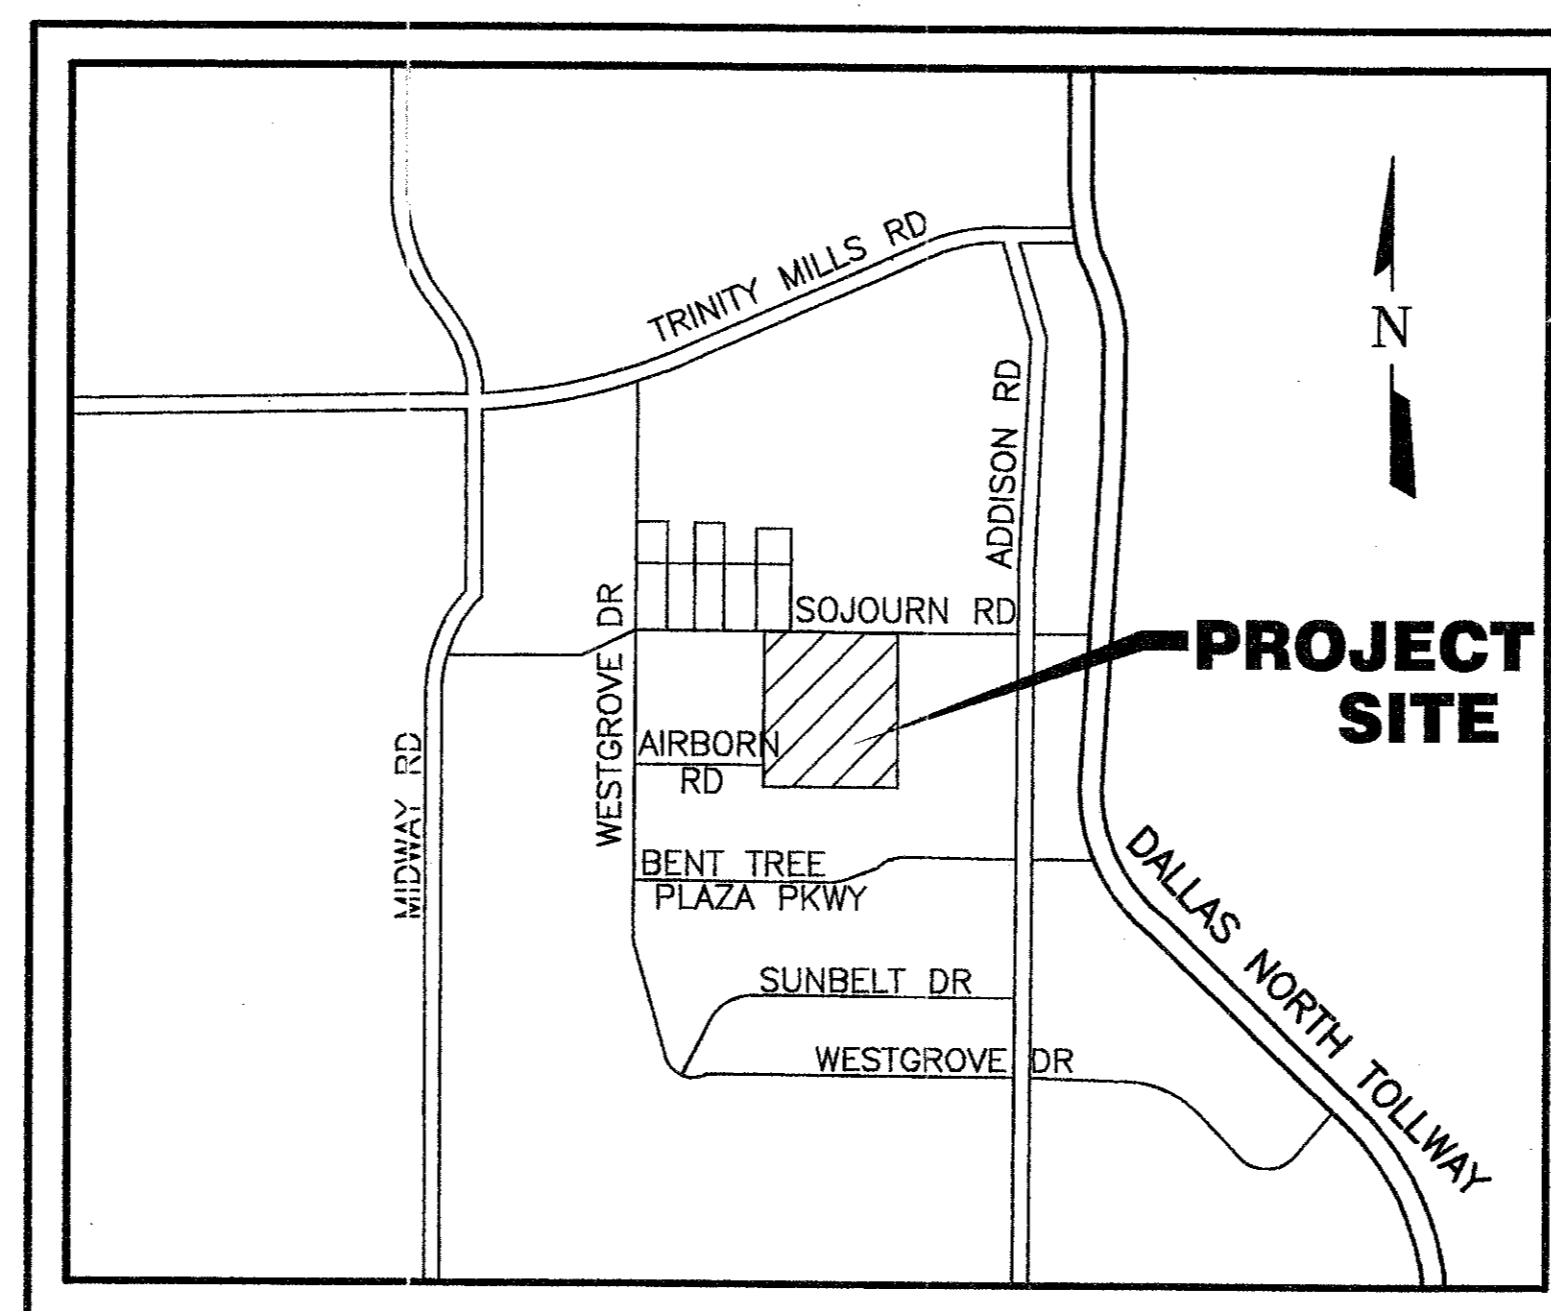 TRINITY MILLS RD
N
ADDISON RD
SOJOURN RD
PROJECT
SITE
WESTGROVE DR
AIRBORN
RD
MIDWAY RD
BENT TREE
PLAZA PKWY
DALLAS NORTH TOLLWAY
SUNBELT DR
WESTGROVE DR